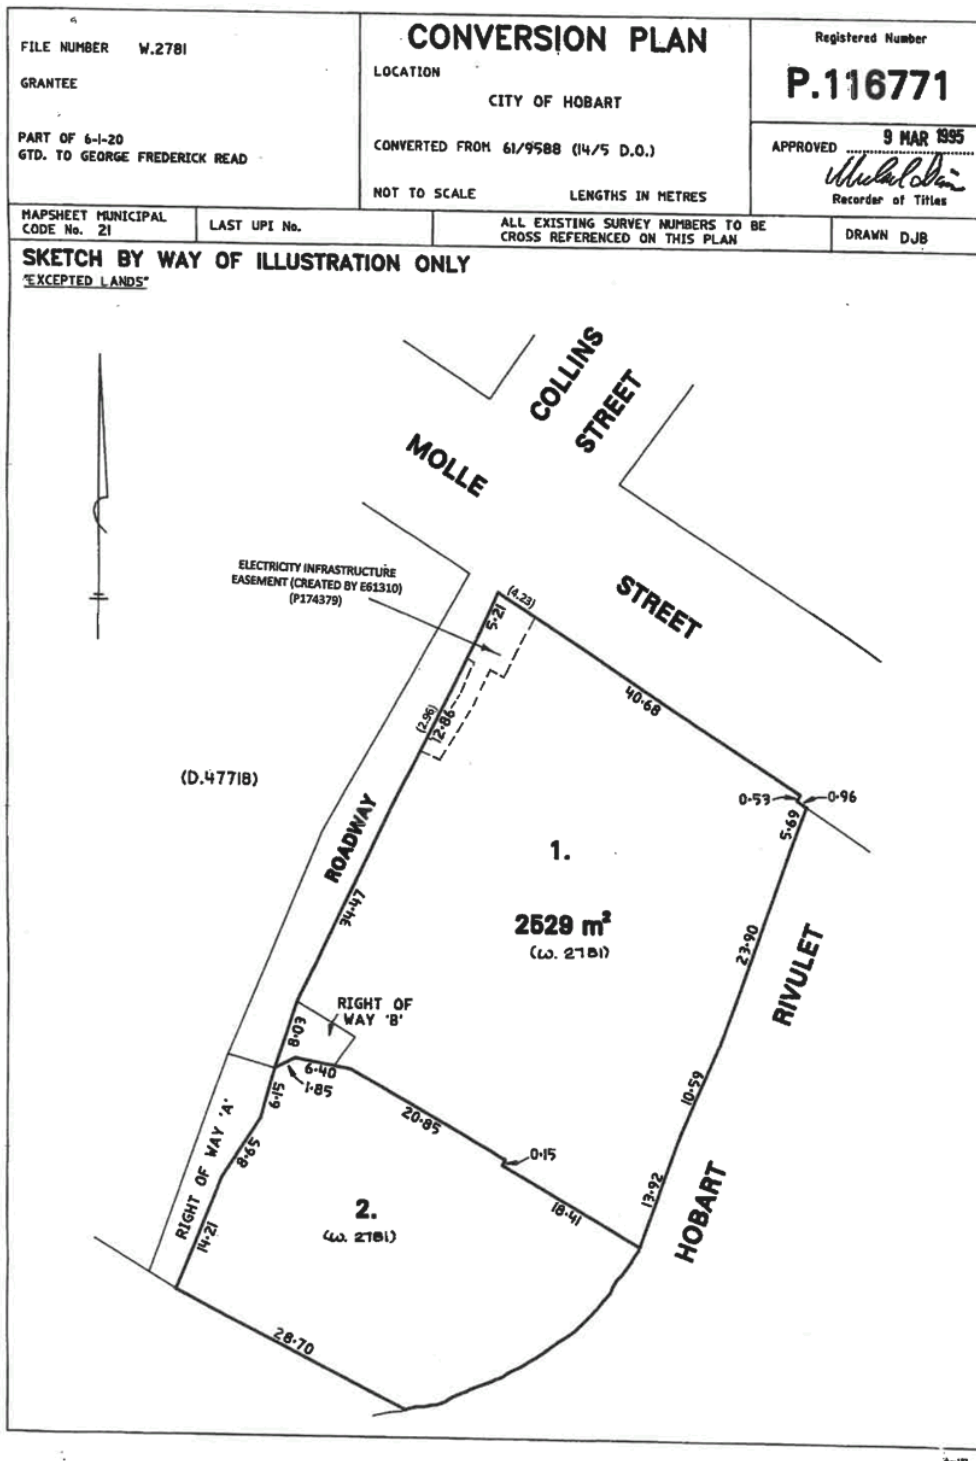 FILE NUMBER W.2781
GRANTEE
PART OF 6-1-20
GTD. TO GEORGE FREDERICK READ
CONVERSION PLAN
LOCATION
CITY OF HOBART
CONVERTED FROM 61/9588 (14/5 D.O.)
NOT TO SCALE LENGTHS IN METRES
Registered Number
P.116771
APPROVED 9 MAR 1995
Recorder of Titles
MAPSHEET MUNICIPAL
CODE No. 21
LAST UPI No.
ALL EXISTING SURVEY NUMBERS TO BE
CROSS REFERENCED ON THIS PLAN
DRAWN DJB
SKETCH BY WAY OF ILLUSTRATION ONLY
"EXCEPTED LANDS"
COLLINS
STREET
MOLLE
STREET
ELECTRICITY INFRASTRUCTURE
EASEMENT (CREATED BY E61310)
(P174379)
(4.23)
5.21
40.68
(2.96)
12.86
(D.47718)
0.53
0.96
5.69
ROADWAY
1.
34.47
2529 m²
(W. 2781)
23.90
RIVULET
RIGHT OF
WAY 'B'
8.03
6.40
1.85
6.15
10.59
20.85
RIGHT OF WAY 'A'
8.65
0.15
13.92
HOBART
2.
(W. 2781)
18.41
14.21
28.70